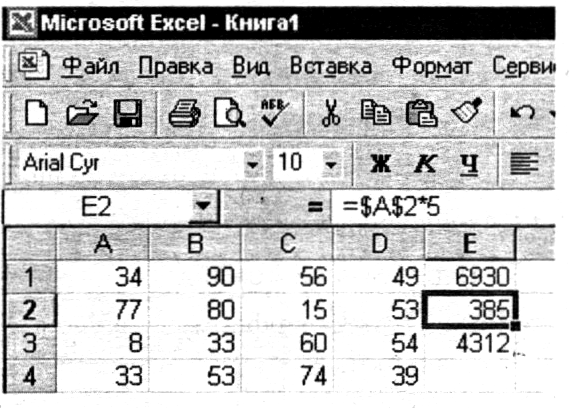 Microsoft Excel - Книга1
Файл Правка Вид Вставка Формат Серви
АБВ
Arial Cyr 10 Ж К Ч
E2 = =$A$2*5
A B C D E
1 34 90 56 49 6930
2 77 80 15 53 385
3 8 33 60 54 4312
4 33 53 74 39